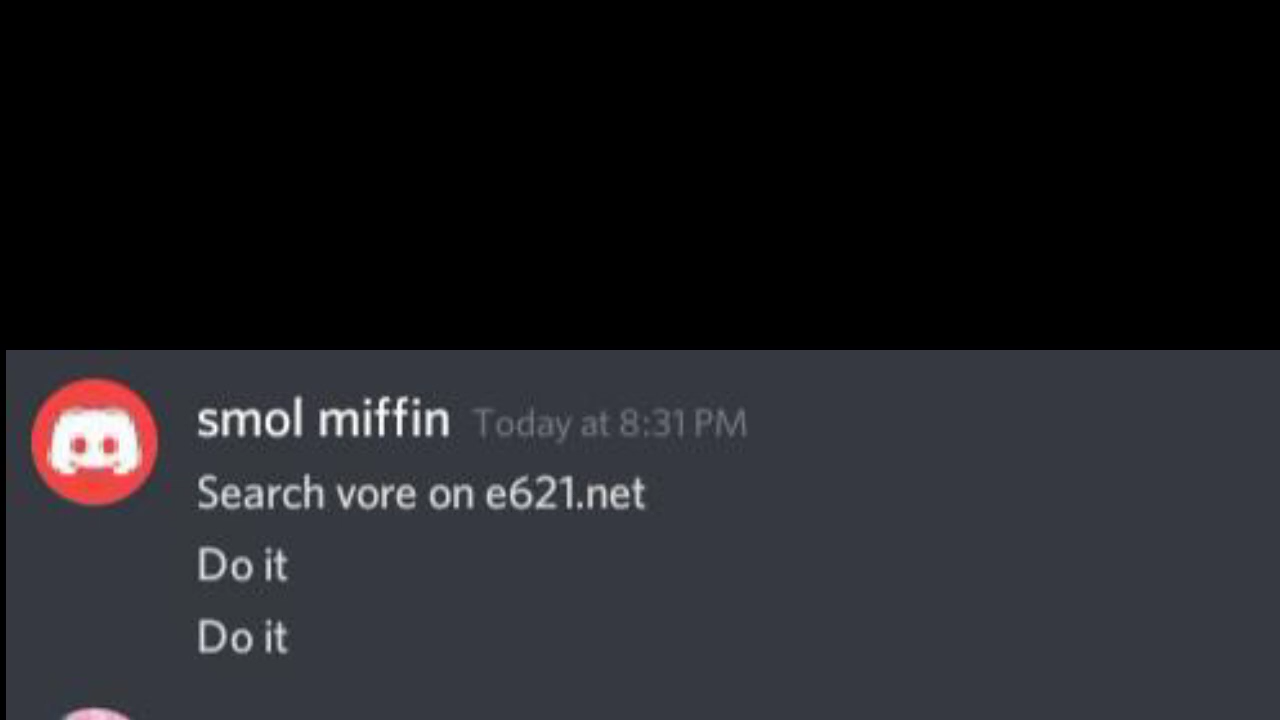 smol miffin Today at 8:31 PM
Search vore on e621.net
Do it
Do it